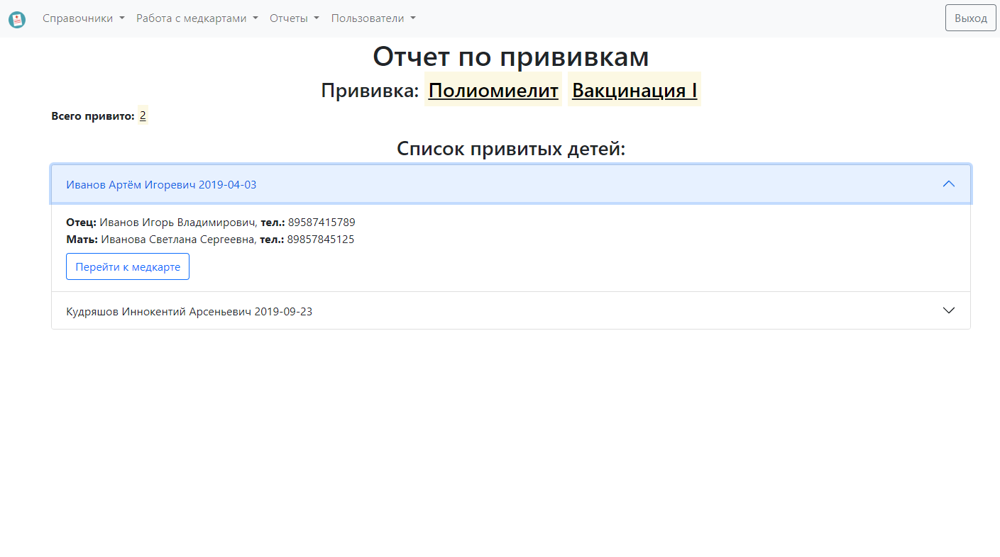 Справочники Работа с медкартами Отчеты Пользователи Выход
Отчет по прививкам
Прививка: Полиомиелит Вакцинация I
Всего привито: 2
Список привитых детей:
Иванов Артём Игоревич 2019-04-03
Отец: Иванов Игорь Владимирович, тел.: 89587415789
Мать: Иванова Светлана Сергеевна, тел.: 89857845125
Перейти к медкарте
Кудряшов Иннокентий Арсеньевич 2019-09-23